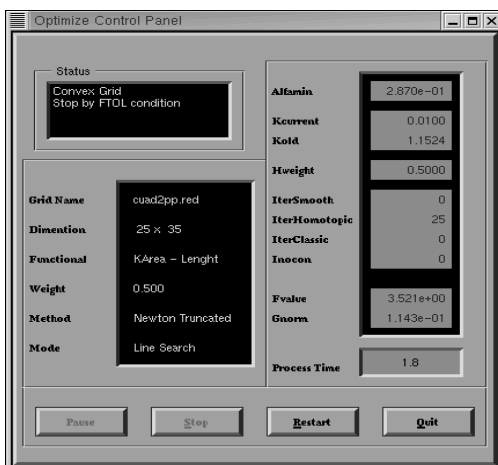 Optimize Control Panel
Status
Convex Grid
Stop by FTOL condition
Grid Name cuad2pp.red
Dimention 25 x 35
Functional KArea - Lenght
Weight 0.500
Method Newton Truncated
Mode Line Search
Alfamin 2.870e-01
Kcurrent 0.0100
Kold 1.1524
Hweight 0.5000
IterSmooth 0
IterHomotopic 25
IterClassic 0
Inocon 0
Fvalue 3.521e+00
Gnorm 1.143e-01
Process Time 1.8
Pause Stop Restart Quit